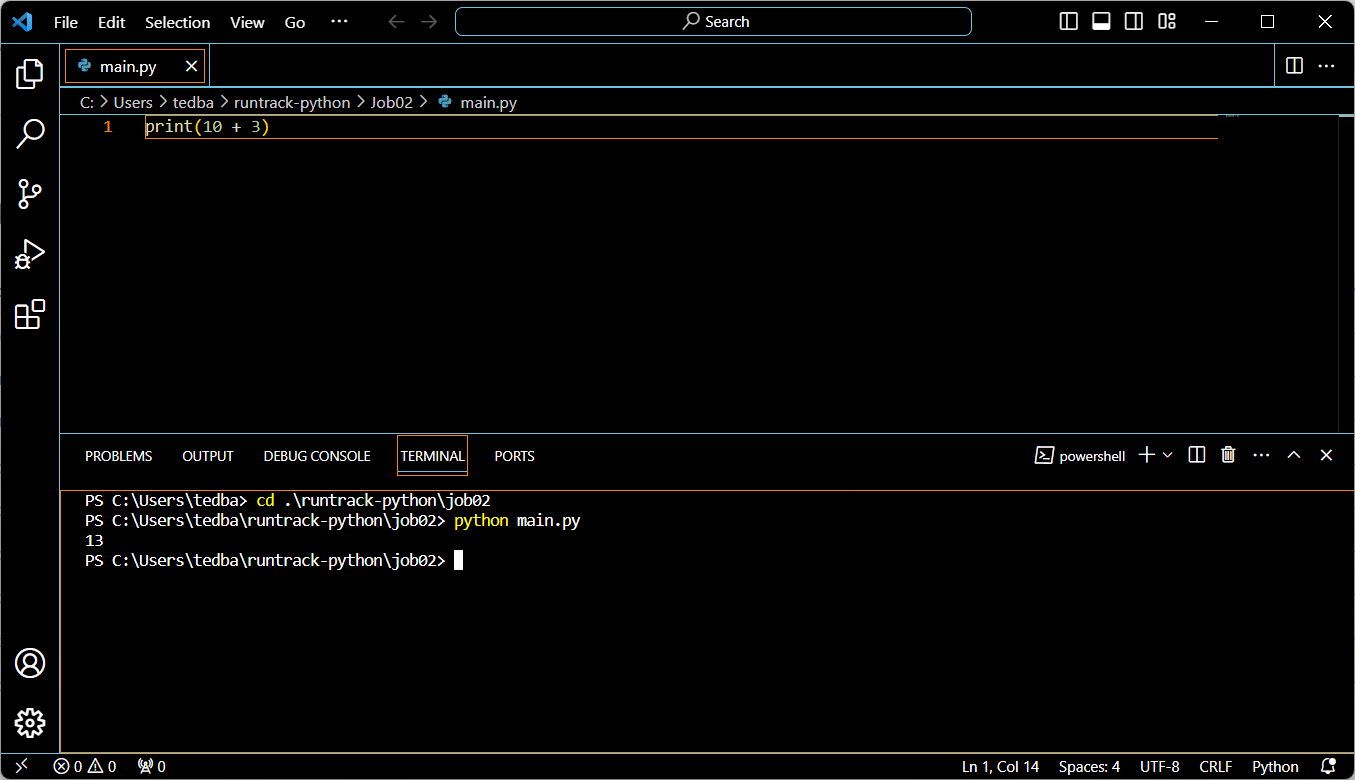 File Edit Selection View Go ... Search
main.py
C: > Users > tedba > runtrack-python > Job02 > main.py
1 print(10 + 3)
PROBLEMS OUTPUT DEBUG CONSOLE TERMINAL PORTS powershell
PS C:\Users\tedba> cd .\runtrack-python\job02
PS C:\Users\tedba\runtrack-python\job02> python main.py
13
PS C:\Users\tedba\runtrack-python\job02>
0 0 0 Ln 1, Col 14 Spaces: 4 UTF-8 CRLF Python